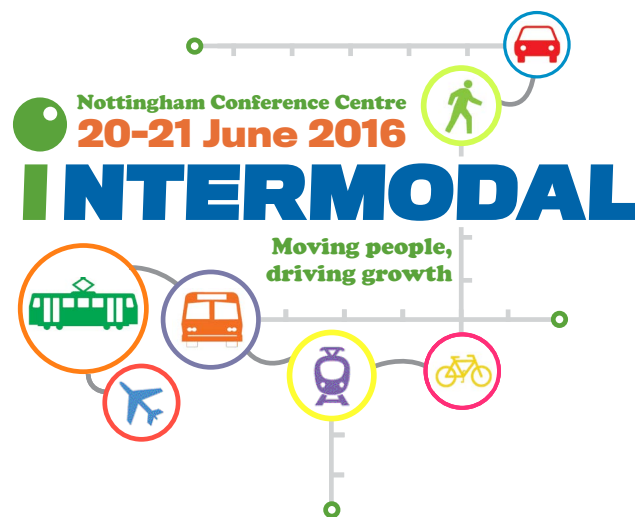 Nottingham Conference Centre
20-21 June 2016
INTERMODAL
Moving people,
driving growth